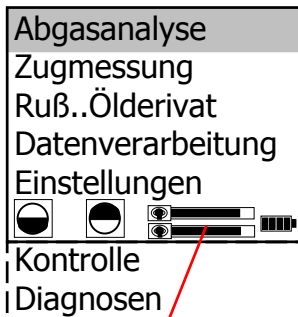 Abgasanalyse
Zugmessung
Ruß..Ölderivat
Datenverarbeitung
Einstellungen
Kontrolle
Diagnosen